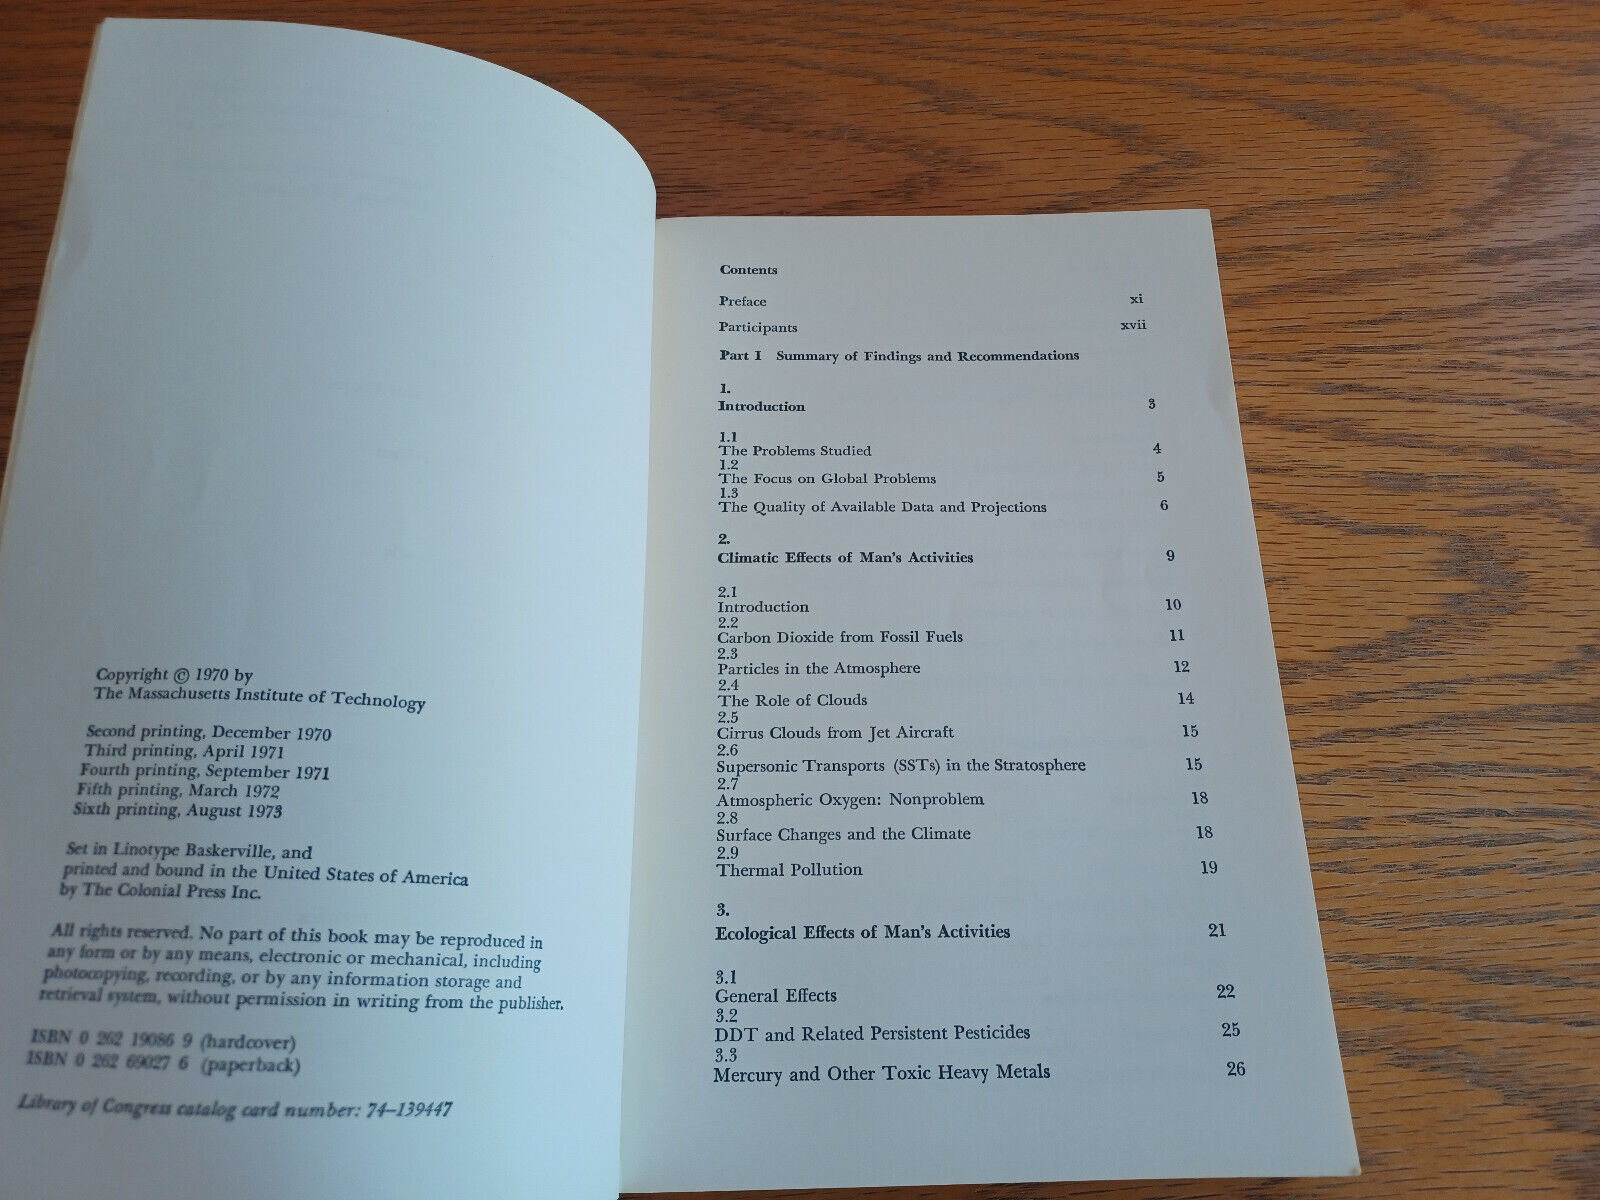 Copyright © 1970 by
The Massachusetts Institute of Technology
Second printing, December 1970
Third printing, April 1971
Fourth printing, September 1971
Fifth printing, March 1972
Sixth printing, August 1973
Set in Linotype Baskerville, and
printed and bound in the United States of America
by The Colonial Press Inc.
All rights reserved. No part of this book may be reproduced in
any form or by any means, electronic or mechanical, including
photocopying, recording, or by any information storage and
retrieval system, without permission in writing from the publisher.
ISBN 0 262 19086 9 (hardcover)
ISBN 0 262 69027 6 (paperback)
Library of Congress catalog card number: 74–139447
Contents
Preface xi
Participants xvii
Part I Summary of Findings and Recommendations
1.
Introduction 3
1.1
The Problems Studied 4
1.2
The Focus on Global Problems 5
1.3
The Quality of Available Data and Projections 6
2.
Climatic Effects of Man's Activities 9
2.1
Introduction 10
2.2
Carbon Dioxide from Fossil Fuels 11
2.3
Particles in the Atmosphere 12
2.4
The Role of Clouds 14
2.5
Cirrus Clouds from Jet Aircraft 15
2.6
Supersonic Transports (SSTs) in the Stratosphere 15
2.7
Atmospheric Oxygen: Nonproblem 18
2.8
Surface Changes and the Climate 18
2.9
Thermal Pollution 19
3.
Ecological Effects of Man's Activities 21
3.1
General Effects 22
3.2
DDT and Related Persistent Pesticides 25
3.3
Mercury and Other Toxic Heavy Metals 26